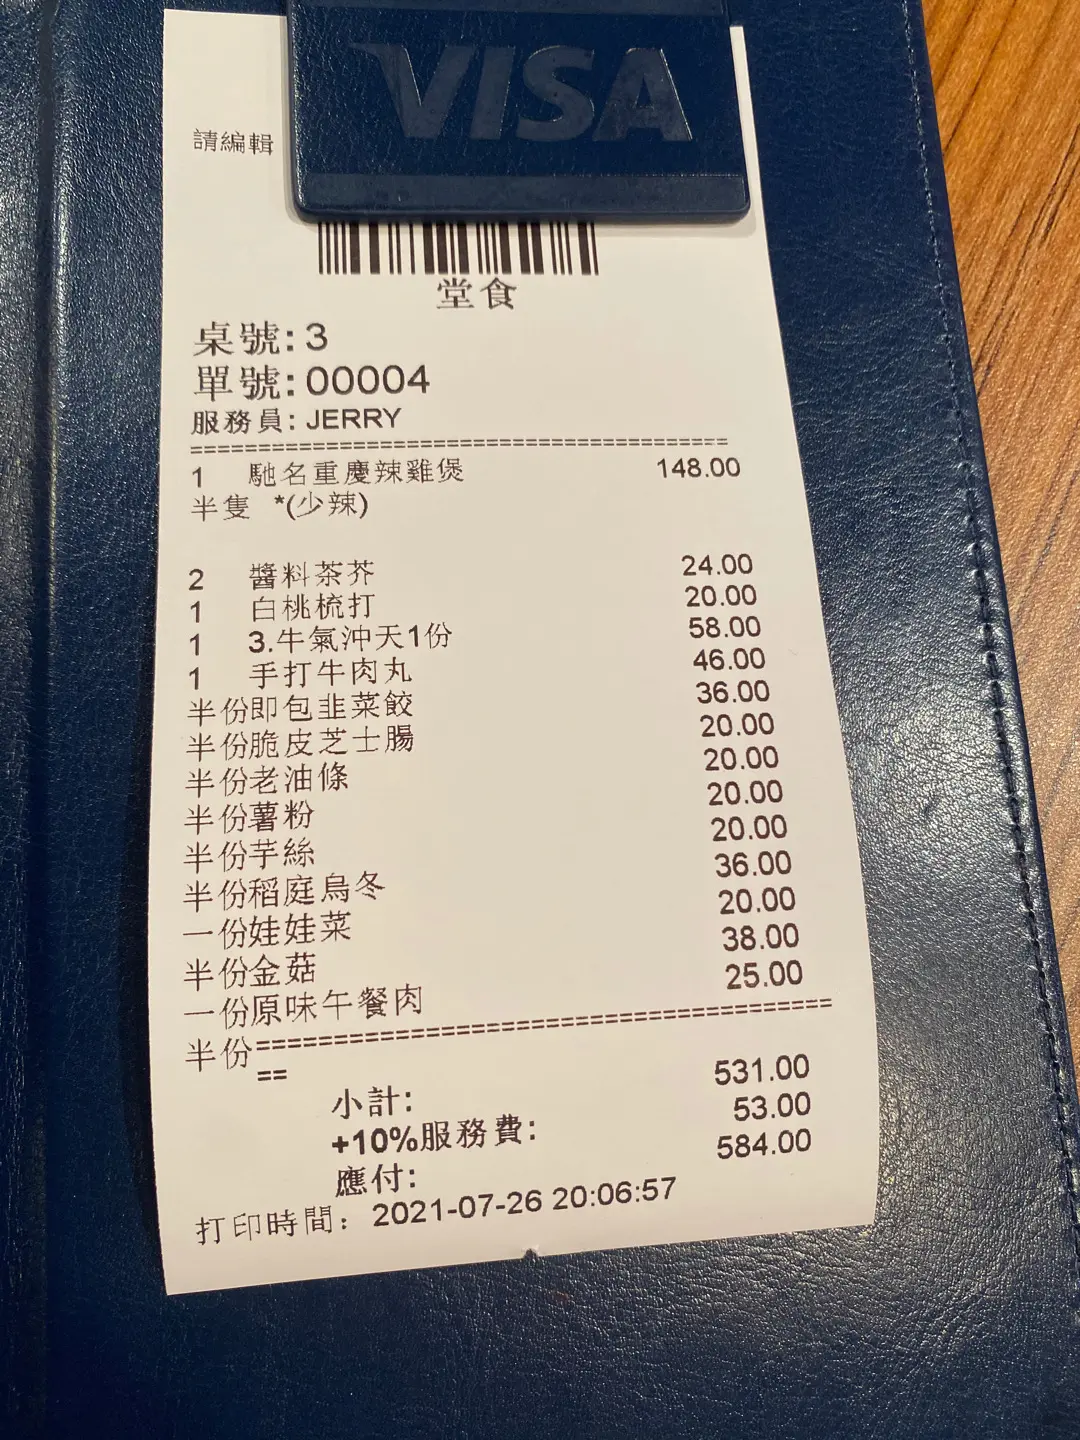 VISA
請編輯
堂食
桌號: 3
單號: 00004
服務員: JERRY
=========================================
1 馳名重慶辣雞煲 148.00
半隻 *(少辣)
2 醬料茶芥 24.00
1 白桃梳打 20.00
1 3.牛氣沖天1份 58.00
1 手打牛肉丸 46.00
半份即包韭菜餃 36.00
半份脆皮芝士腸 20.00
半份老油條 20.00
半份薯粉 20.00
半份芋絲 20.00
半份稻庭烏冬 36.00
一份娃娃菜 20.00
半份金菇 38.00
一份原味午餐肉 25.00
半份=========================================
==
小計: 531.00
+10%服務費: 53.00
應付: 584.00
打印時間: 2021-07-26 20:06:57